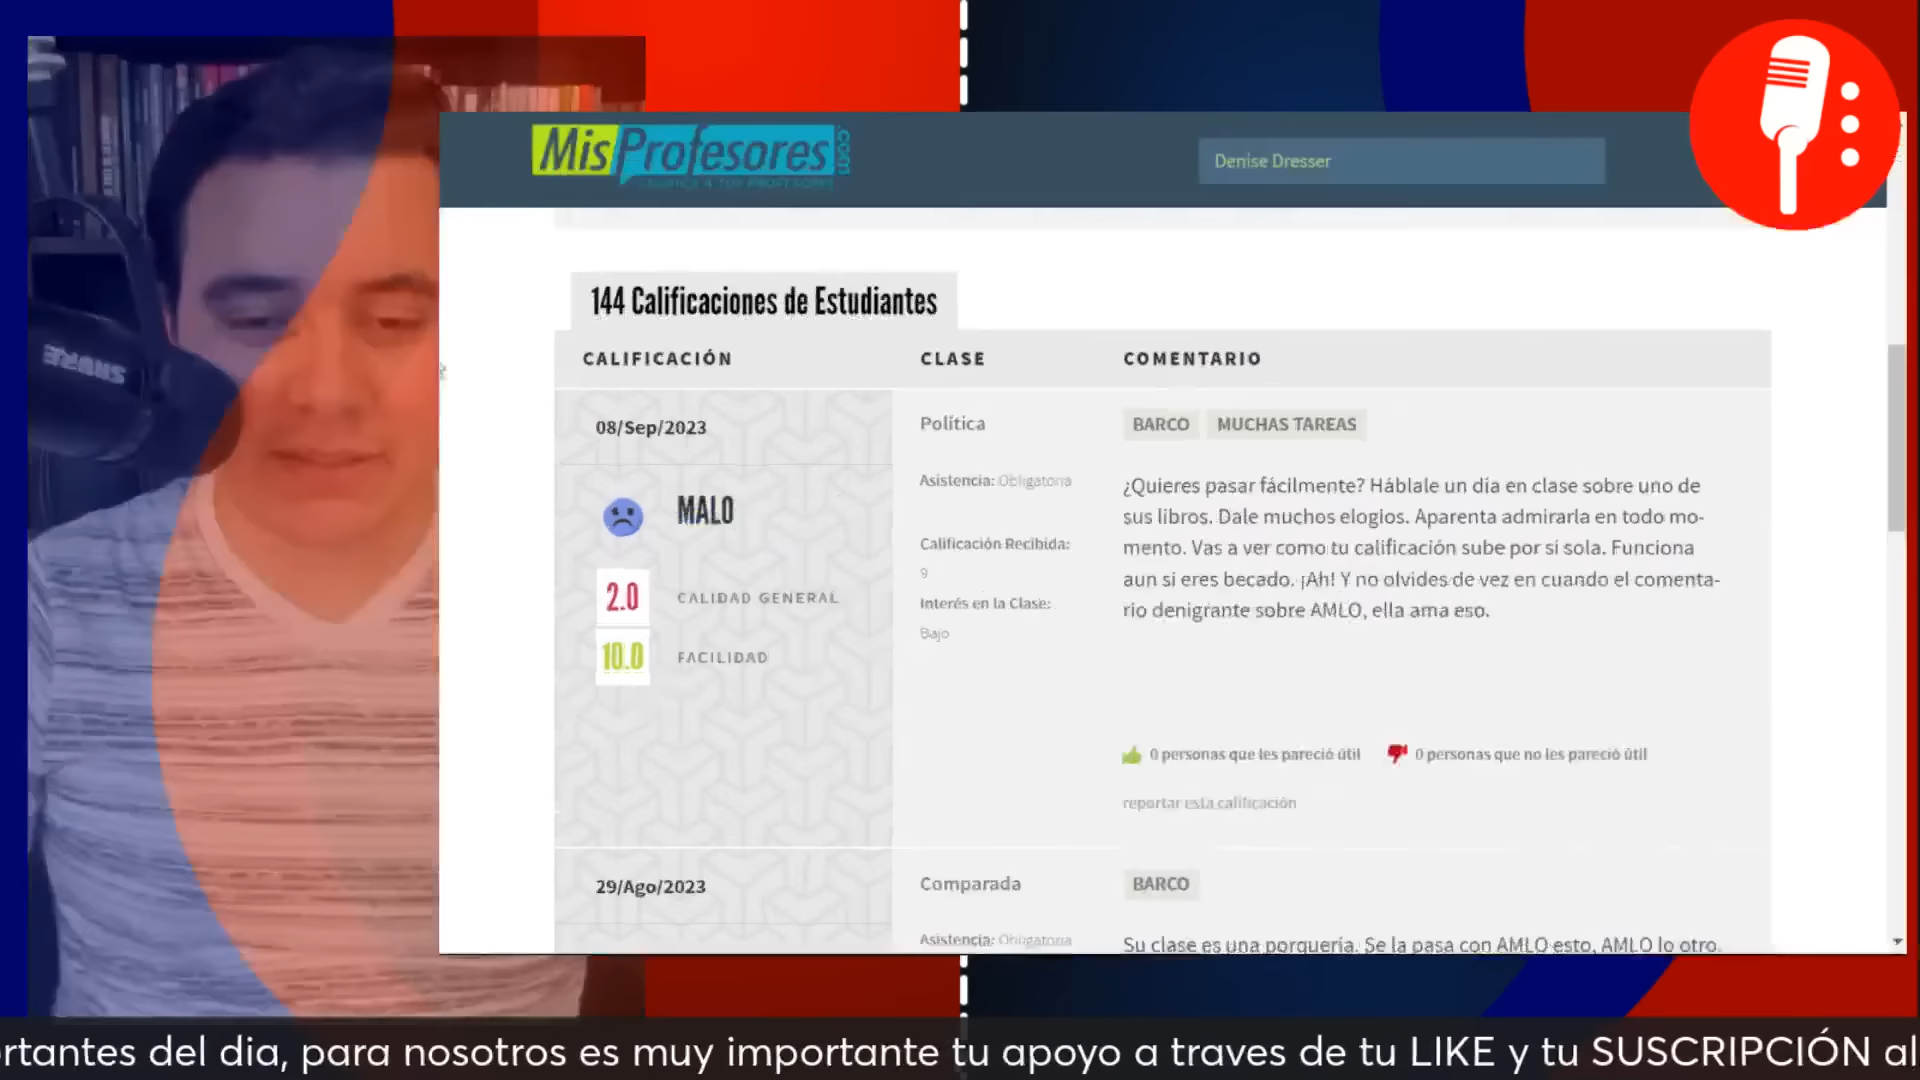 SHURE
MisProfesores.com
Denise Dresser
144 Calificaciones de Estudiantes
CALIFICACIÓN
CLASE
COMENTARIO
08/Sep/2023
Política
BARCO
MUCHAS TAREAS
Asistencia: Obligatoria
MALO
Calificación Recibida:
9
Interés en la Clase:
Bajo
2.0
CALIDAD GENERAL
10.0
FACILIDAD
¿Quieres pasar fácilmente? Háblale un día en clase sobre uno de
sus libros. Dale muchos elogios. Aparenta admirarla en todo mo-
mento. Vas a ver como tu calificación sube por sí sola. Funciona
aun si eres becado. ¡Ah! Y no olvides de vez en cuando el comenta-
rio denigrante sobre AMLO, ella ama eso.
0 personas que les pareció útil
0 personas que no les pareció útil
reportar esta calificación
29/Ago/2023
Comparada
BARCO
Asistencia: Obligatoria
Su clase es una porquería. Se la pasa con AMLO esto, AMLO lo otro.
rtantes del dia, para nosotros es muy importante tu apoyo a traves de tu LIKE y tu SUSCRIPCIÓN al